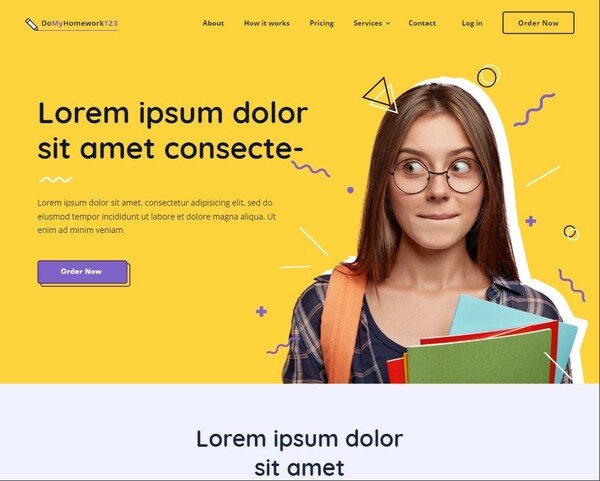 DoMyHomework123
About
How it works
Pricing
Services
Contact
Log in
Order Now
Lorem ipsum dolor
sit amet consecte-
Lorem ipsum dolor sit amet, consectetur adipisicing elit, sed do
eiusmod tempor incididunt ut labore et dolore magna aliqua. Ut
enim ad minim veniam
Order Now
Lorem ipsum dolor
sit amet